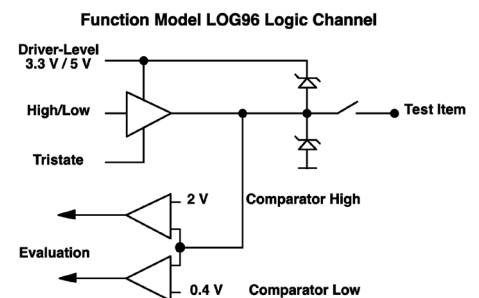 Function Model LOG96 Logic Channel
Driver-Level
3.3 V / 5 V
High/Low
Test Item
Tristate
2 V
Comparator High
Evaluation
0.4 V
Comparator Low